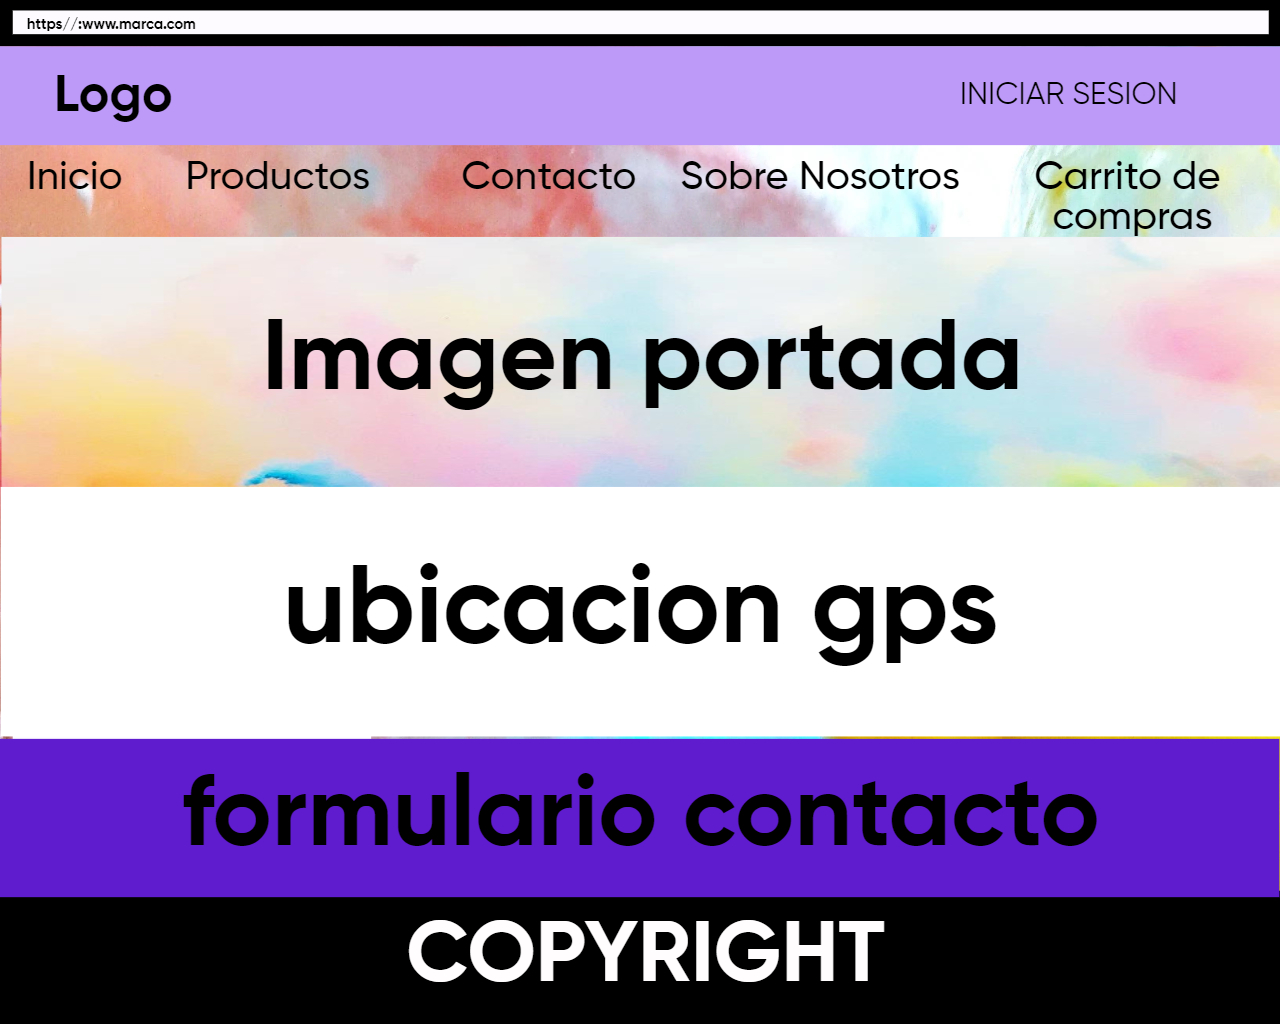 https//:www.marca.com
Logo
INICIAR SESION
Inicio
Productos
Contacto
Sobre Nosotros
Carrito de
compras
Imagen portada
ubicacion gps
formulario contacto
COPYRIGHT